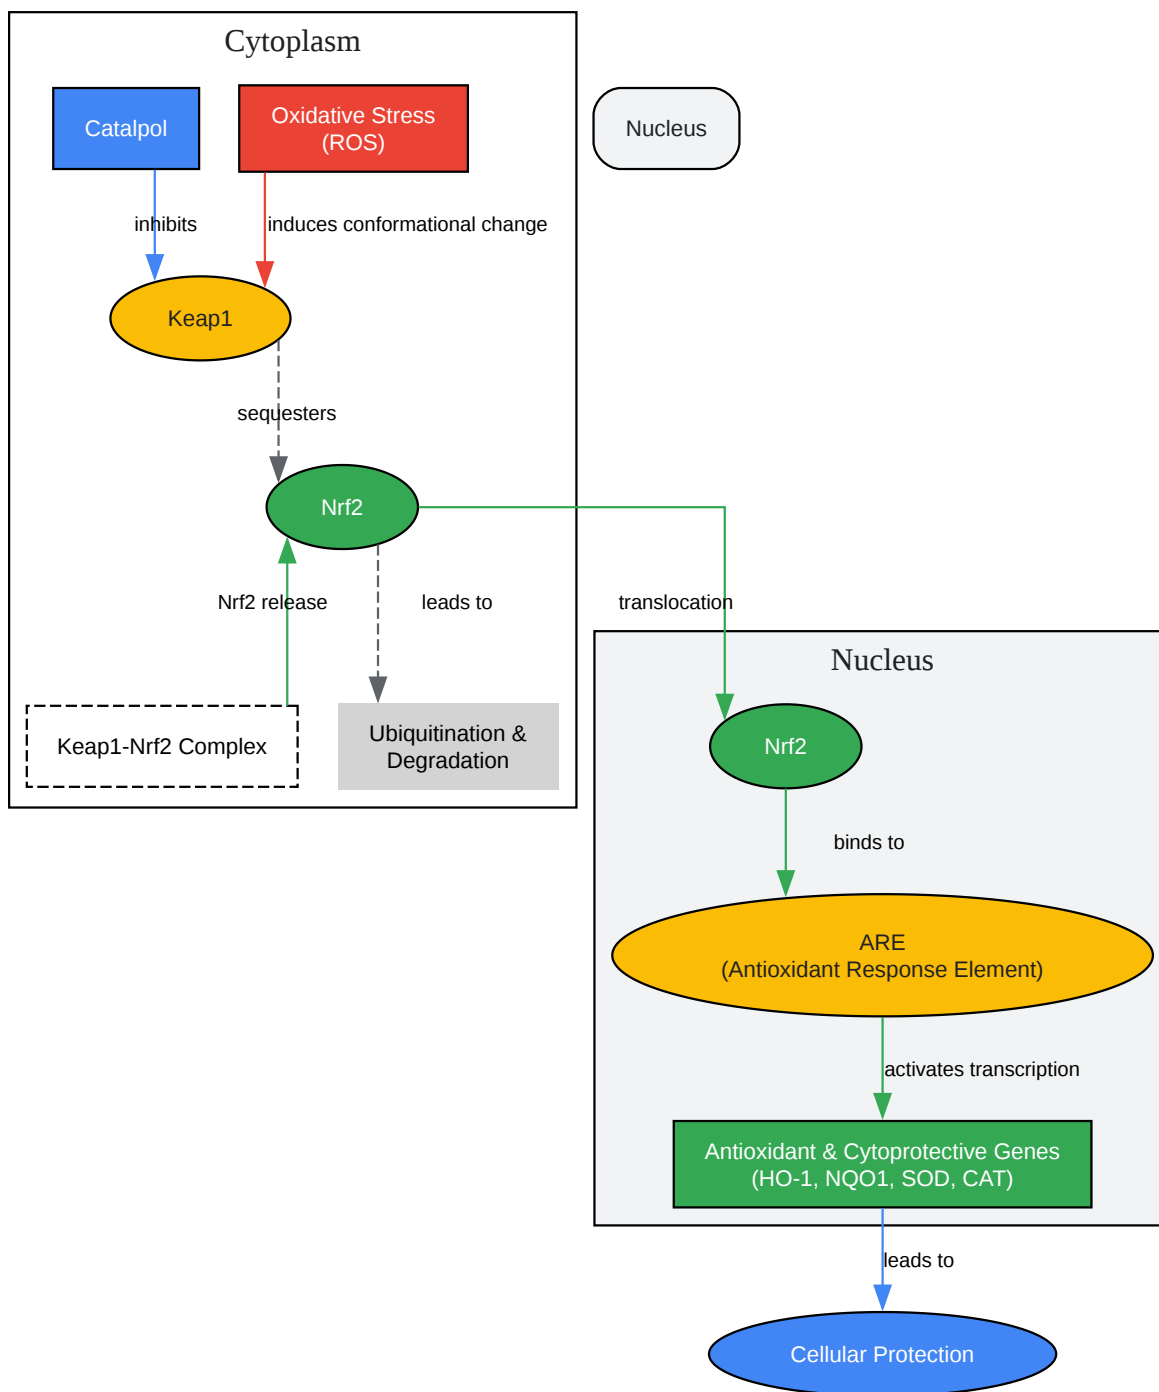 Cytoplasm
Catalpol
Oxidative Stress
(ROS)
Nucleus
inhibits
induces conformational change
Keap1
sequesters
Nrf2
Nrf2 release
leads to
translocation
Nucleus
Keap1-Nrf2 Complex
Ubiquitination &
Degradation
Nrf2
binds to
ARE
(Antioxidant Response Element)
activates transcription
Antioxidant & Cytoprotective Genes
(HO-1, NQO1, SOD, CAT)
leads to
Cellular Protection